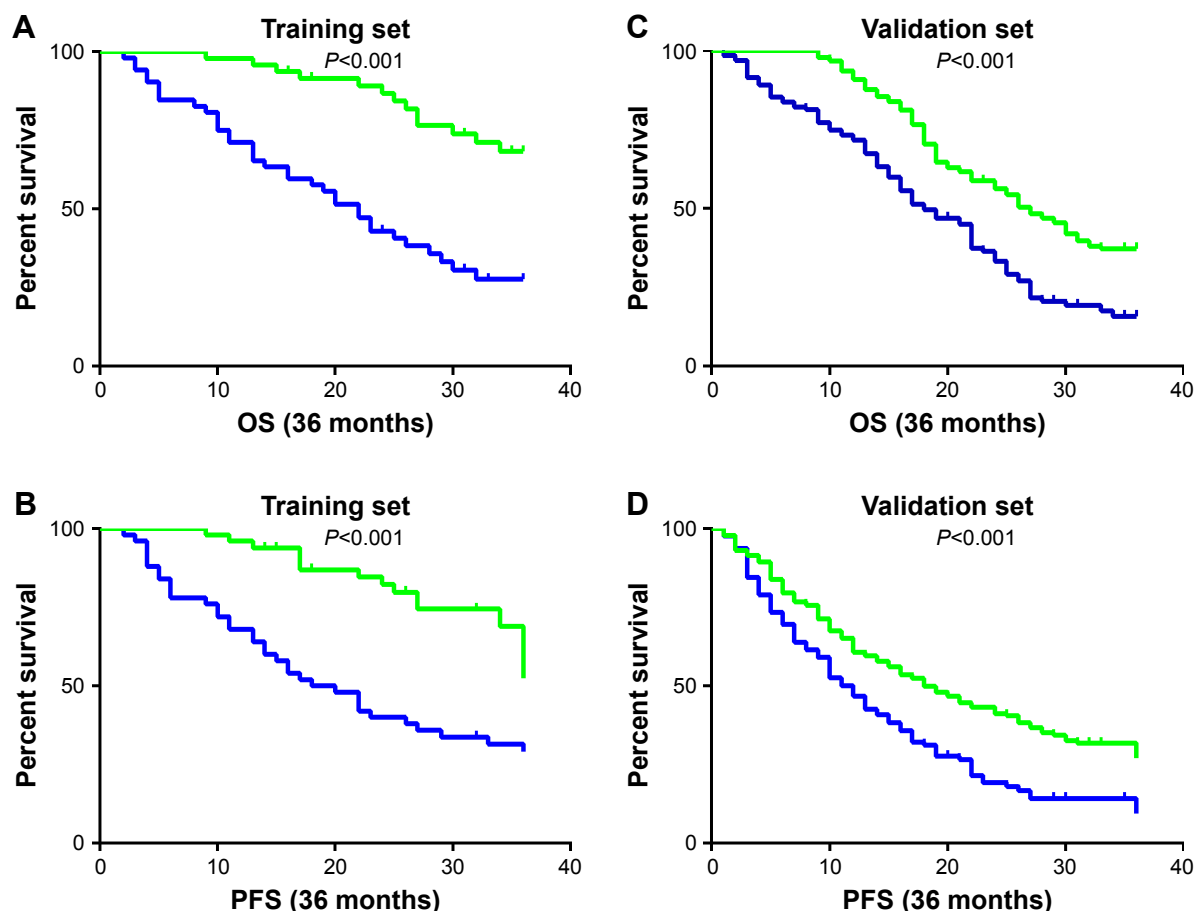 A
Training set
P<0.001
Percent survival
100
50
0
0 10 20 30 40
OS (36 months)
C
Validation set
P<0.001
Percent survival
100
50
0
0 10 20 30 40
OS (36 months)
B
Training set
P<0.001
Percent survival
100
50
0
0 10 20 30 40
PFS (36 months)
D
Validation set
P<0.001
Percent survival
100
50
0
0 10 20 30 40
PFS (36 months)